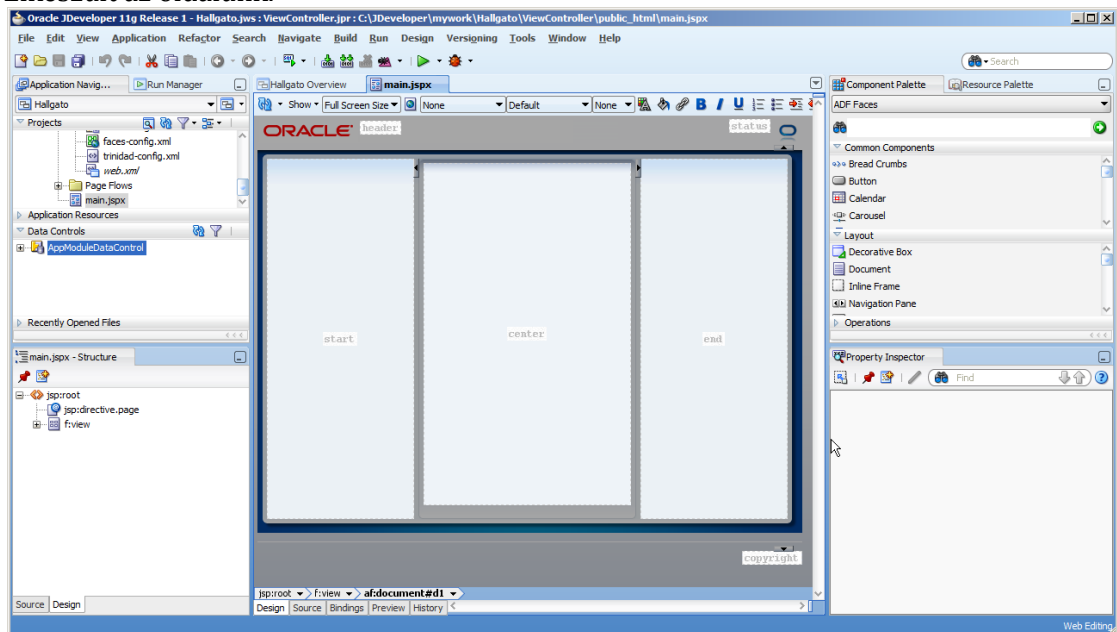 Oracle JDeveloper 11g Release 1 - Hallgato.jws : ViewController.jpr : C:\JDeveloper\mywork\Hallgato\ViewController\public_html\main.jspx
File Edit View Application Refactor Search Navigate Build Run Design Versioning Tools Window Help
Search
Application Navig... Run Manager
Hallgato Overview main.jspx
Component Palette Resource Palette
Hallgato
Show Full Screen Size None Default None B I U
ADF Faces
Projects
faces-config.xml
trinidad-config.xml
web.xml
Page Flows
main.jspx
Application Resources
Data Controls
AppModuleDataControl
Recently Opened Files
ORACLE header status
start center end
copyright
Common Components
Bread Crumbs
Button
Calendar
Carousel
Layout
Decorative Box
Document
Inline Frame
Navigation Pane
Operations
main.jspx - Structure
jsp:root
jsp:directive.page
f:view
Source Design
jsp:root f:view af:document#d1
Design Source Bindings Preview History
Property Inspector
Find
Web Editing